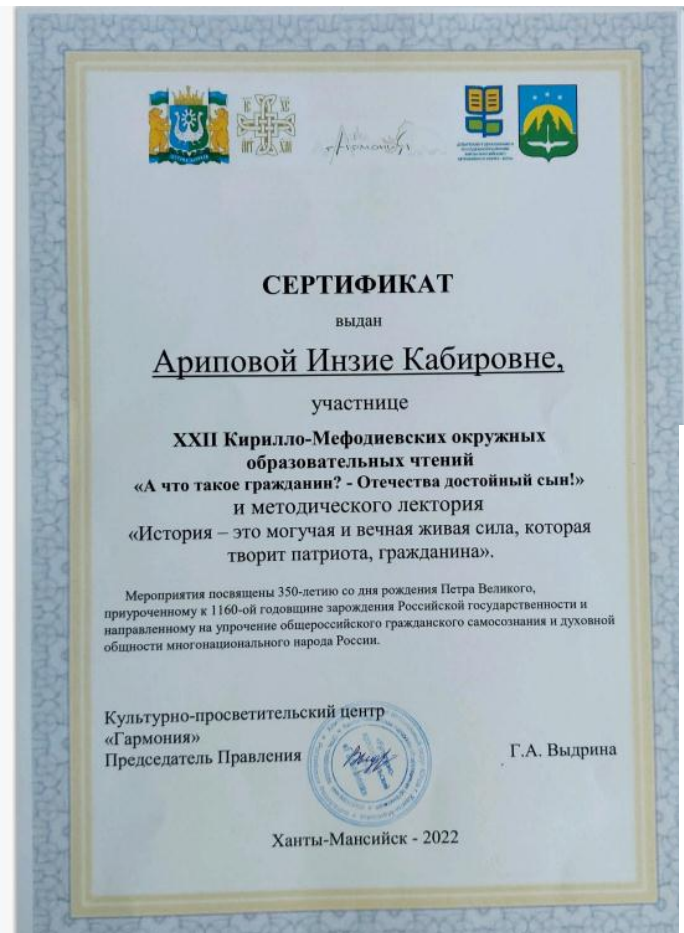 Гармония
СЕРТИФИКАТ
выдан
Ариповой Инзие Кабировне,
участнице
XXII Кирилло-Мефодиевских окружных
образовательных чтений
«А что такое гражданин? - Отечества достойный сын!»
и методического лектория
«История – это могучая и вечная живая сила, которая
творит патриота, гражданина».
Мероприятия посвящены 350-летию со дня рождения Петра Великого,
приуроченному к 1160-ой годовщине зарождения Российской государственности и
направленному на упрочение общероссийского гражданского самосознания и духовной
общности многонационального народа России.
Культурно-просветительский центр
«Гармония»
Председатель Правления
Г.А. Выдрина
Ханты-Мансийск - 2022